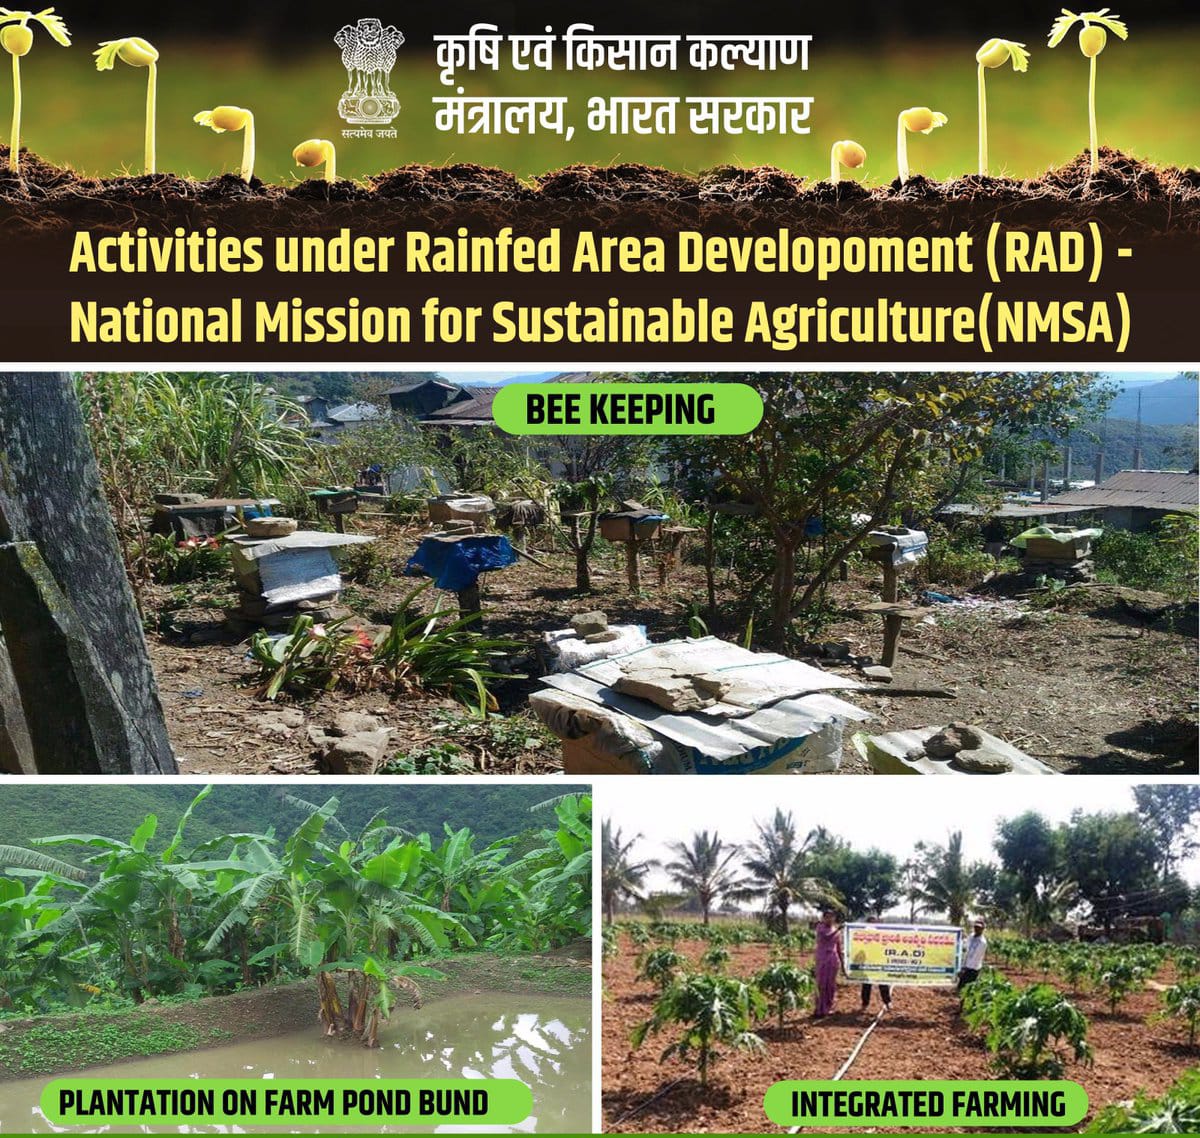 कृषि एवं किसान कल्याण
मंत्रालय, भारत सरकार
सत्यमेव जयते
Activities under Rainfed Area Developoment (RAD) -
National Mission for Sustainable Agriculture(NMSA)
BEE KEEPING
(R.A.D)
PLANTATION ON FARM POND BUND
INTEGRATED FARMING